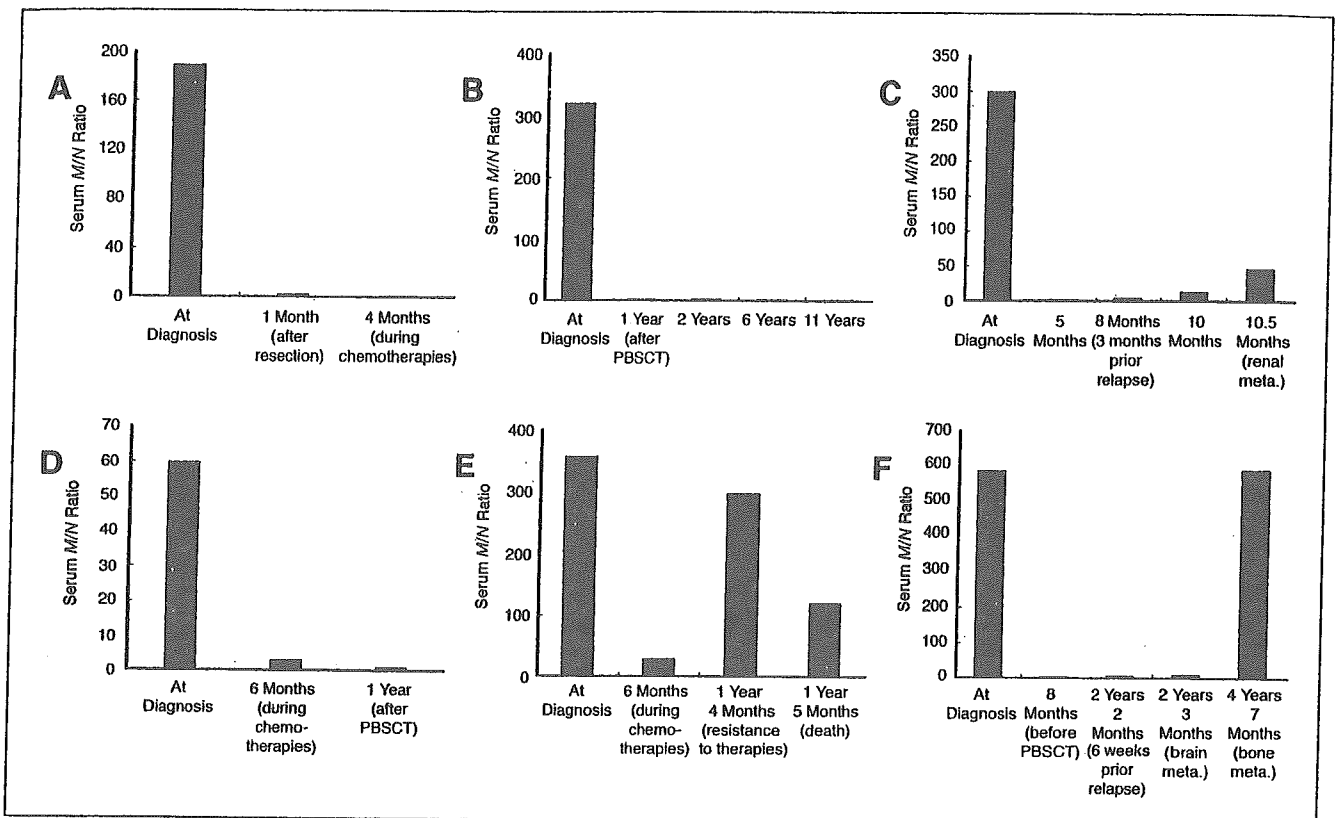 A
Serum M/N Ratio
200
160
120
80
40
0
At
Diagnosis
1 Month
(after
resection)
4 Months
(during
chemotherapies)
B
Serum M/N Ratio
400
300
200
100
0
At
Diagnosis
1 Year
(after
PBSCT)
2 Years
6 Years
11 Years
C
Serum M/N Ratio
350
300
250
200
150
100
50
0
At
Diagnosis
5
Months
8 Months
(3 months
prior
relapse)
10
Months
10.5
Months
(renal
meta.)
D
Serum M/N Ratio
70
60
50
40
30
20
10
0
At
Diagnosis
6 Months
(during
chemo-
therapies)
1 Year
(after
PBSCT)
E
Serum M/N Ratio
400
300
200
100
0
At
Diagnosis
6 Months
(during
chemo-
therapies)
1 Year
4 Months
(resistance
to therapies)
1 Year
5 Months
(death)
F
Serum M/N Ratio
700
600
500
400
300
200
100
0
At
Diagnosis
8
Months
(before
PBSCT)
2 Years
2
Months
(6 weeks
prior
relapse)
2 Years
3
Months
(brain
meta.)
4 Years
7
Months
(bone
meta.)